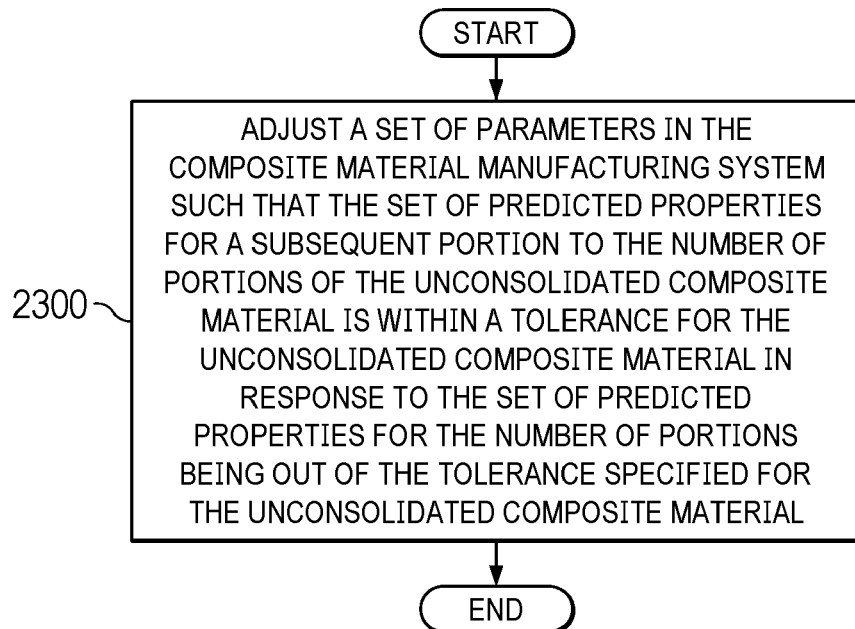 START
ADJUST A SET OF PARAMETERS IN THE
COMPOSITE MATERIAL MANUFACTURING SYSTEM
SUCH THAT THE SET OF PREDICTED PROPERTIES
FOR A SUBSEQUENT PORTION TO THE NUMBER OF
PORTIONS OF THE UNCONSOLIDATED COMPOSITE
MATERIAL IS WITHIN A TOLERANCE FOR THE
UNCONSOLIDATED COMPOSITE MATERIAL IN
RESPONSE TO THE SET OF PREDICTED
PROPERTIES FOR THE NUMBER OF PORTIONS
BEING OUT OF THE TOLERANCE SPECIFIED FOR
THE UNCONSOLIDATED COMPOSITE MATERIAL
2300
END